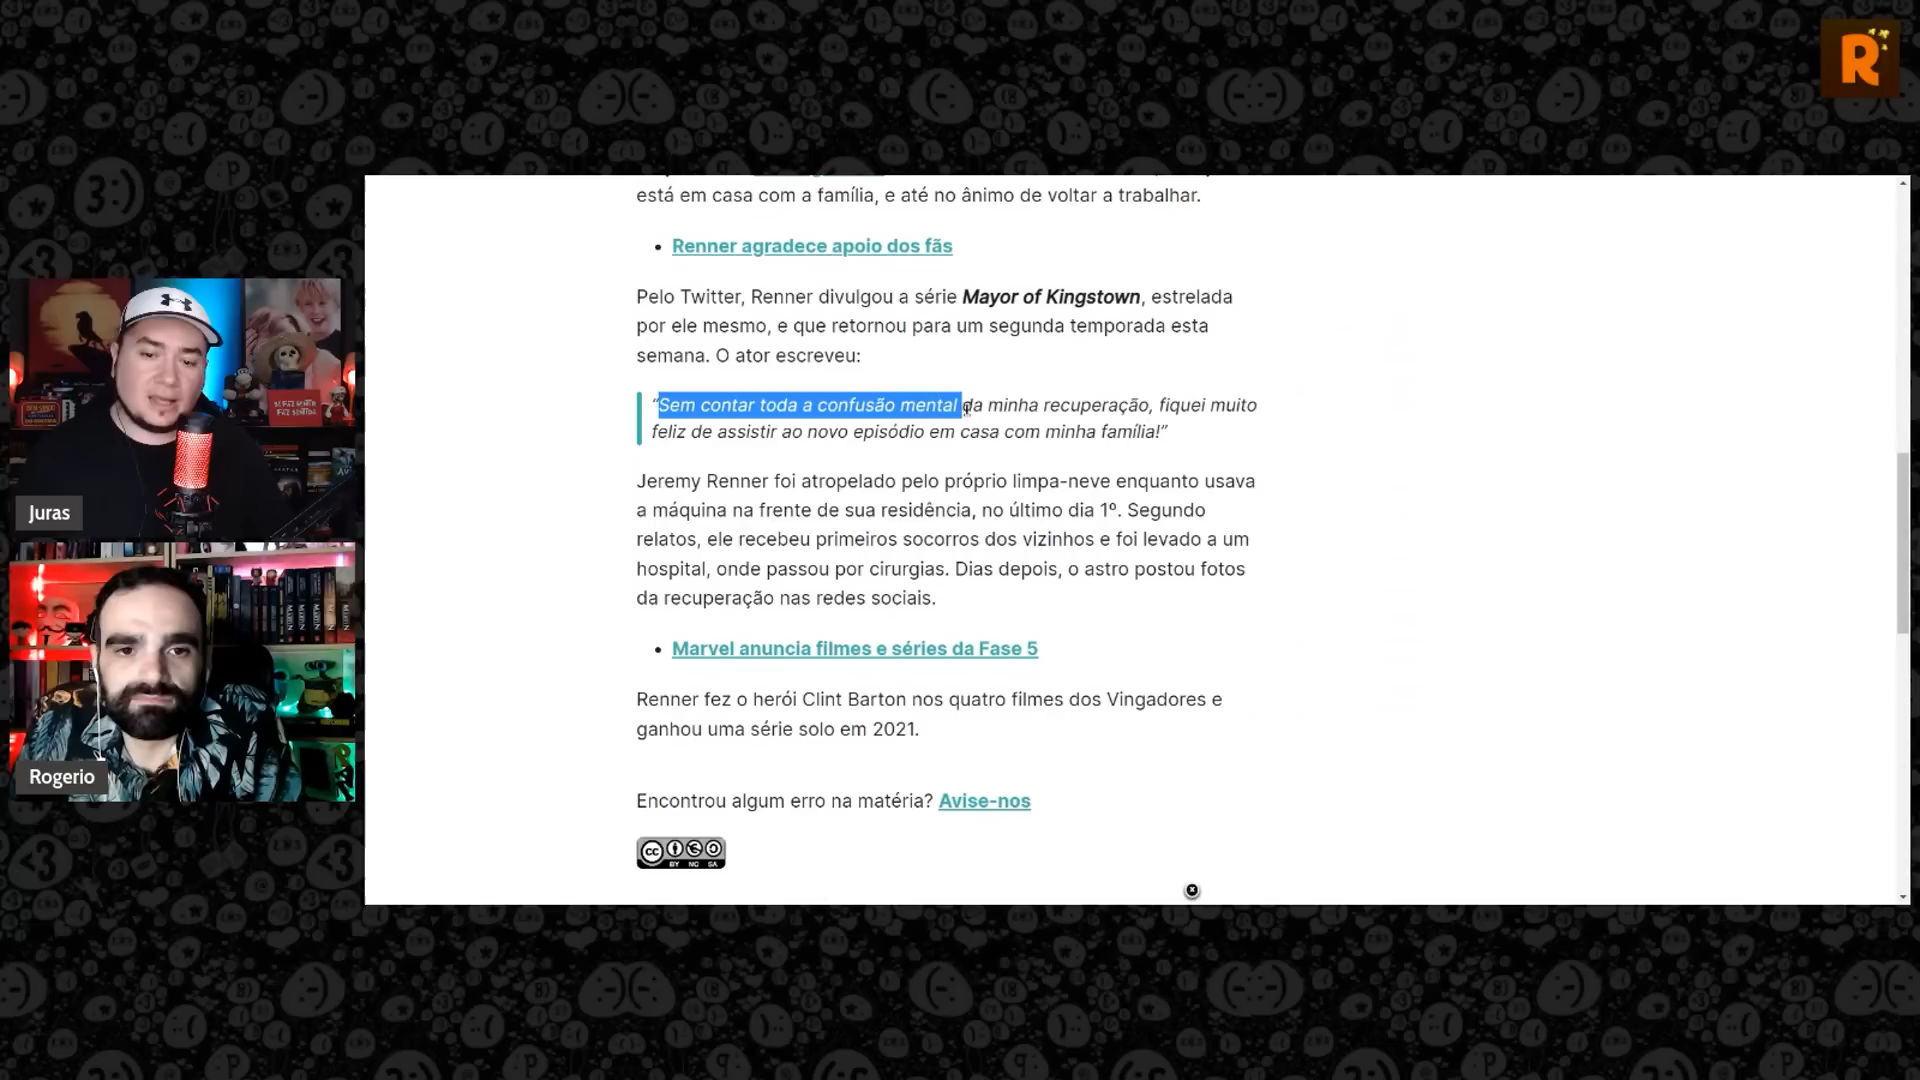 R
está em casa com a família, e até no ânimo de voltar a trabalhar.
• Renner agradece apoio dos fãs
Pelo Twitter, Renner divulgou a série Mayor of Kingstown, estrelada
por ele mesmo, e que retornou para um segunda temporada esta
semana. O ator escreveu:
“Sem contar toda a confusão mental da minha recuperação, fiquei muito
feliz de assistir ao novo episódio em casa com minha família!”
Jeremy Renner foi atropelado pelo próprio limpa-neve enquanto usava
a máquina na frente de sua residência, no último dia 1º. Segundo
relatos, ele recebeu primeiros socorros dos vizinhos e foi levado a um
hospital, onde passou por cirurgias. Dias depois, o astro postou fotos
da recuperação nas redes sociais.
• Marvel anuncia filmes e séries da Fase 5
Renner fez o herói Clint Barton nos quatro filmes dos Vingadores e
ganhou uma série solo em 2021.
Encontrou algum erro na matéria? Avise-nos
cc BY NC SA
Juras
Rogerio